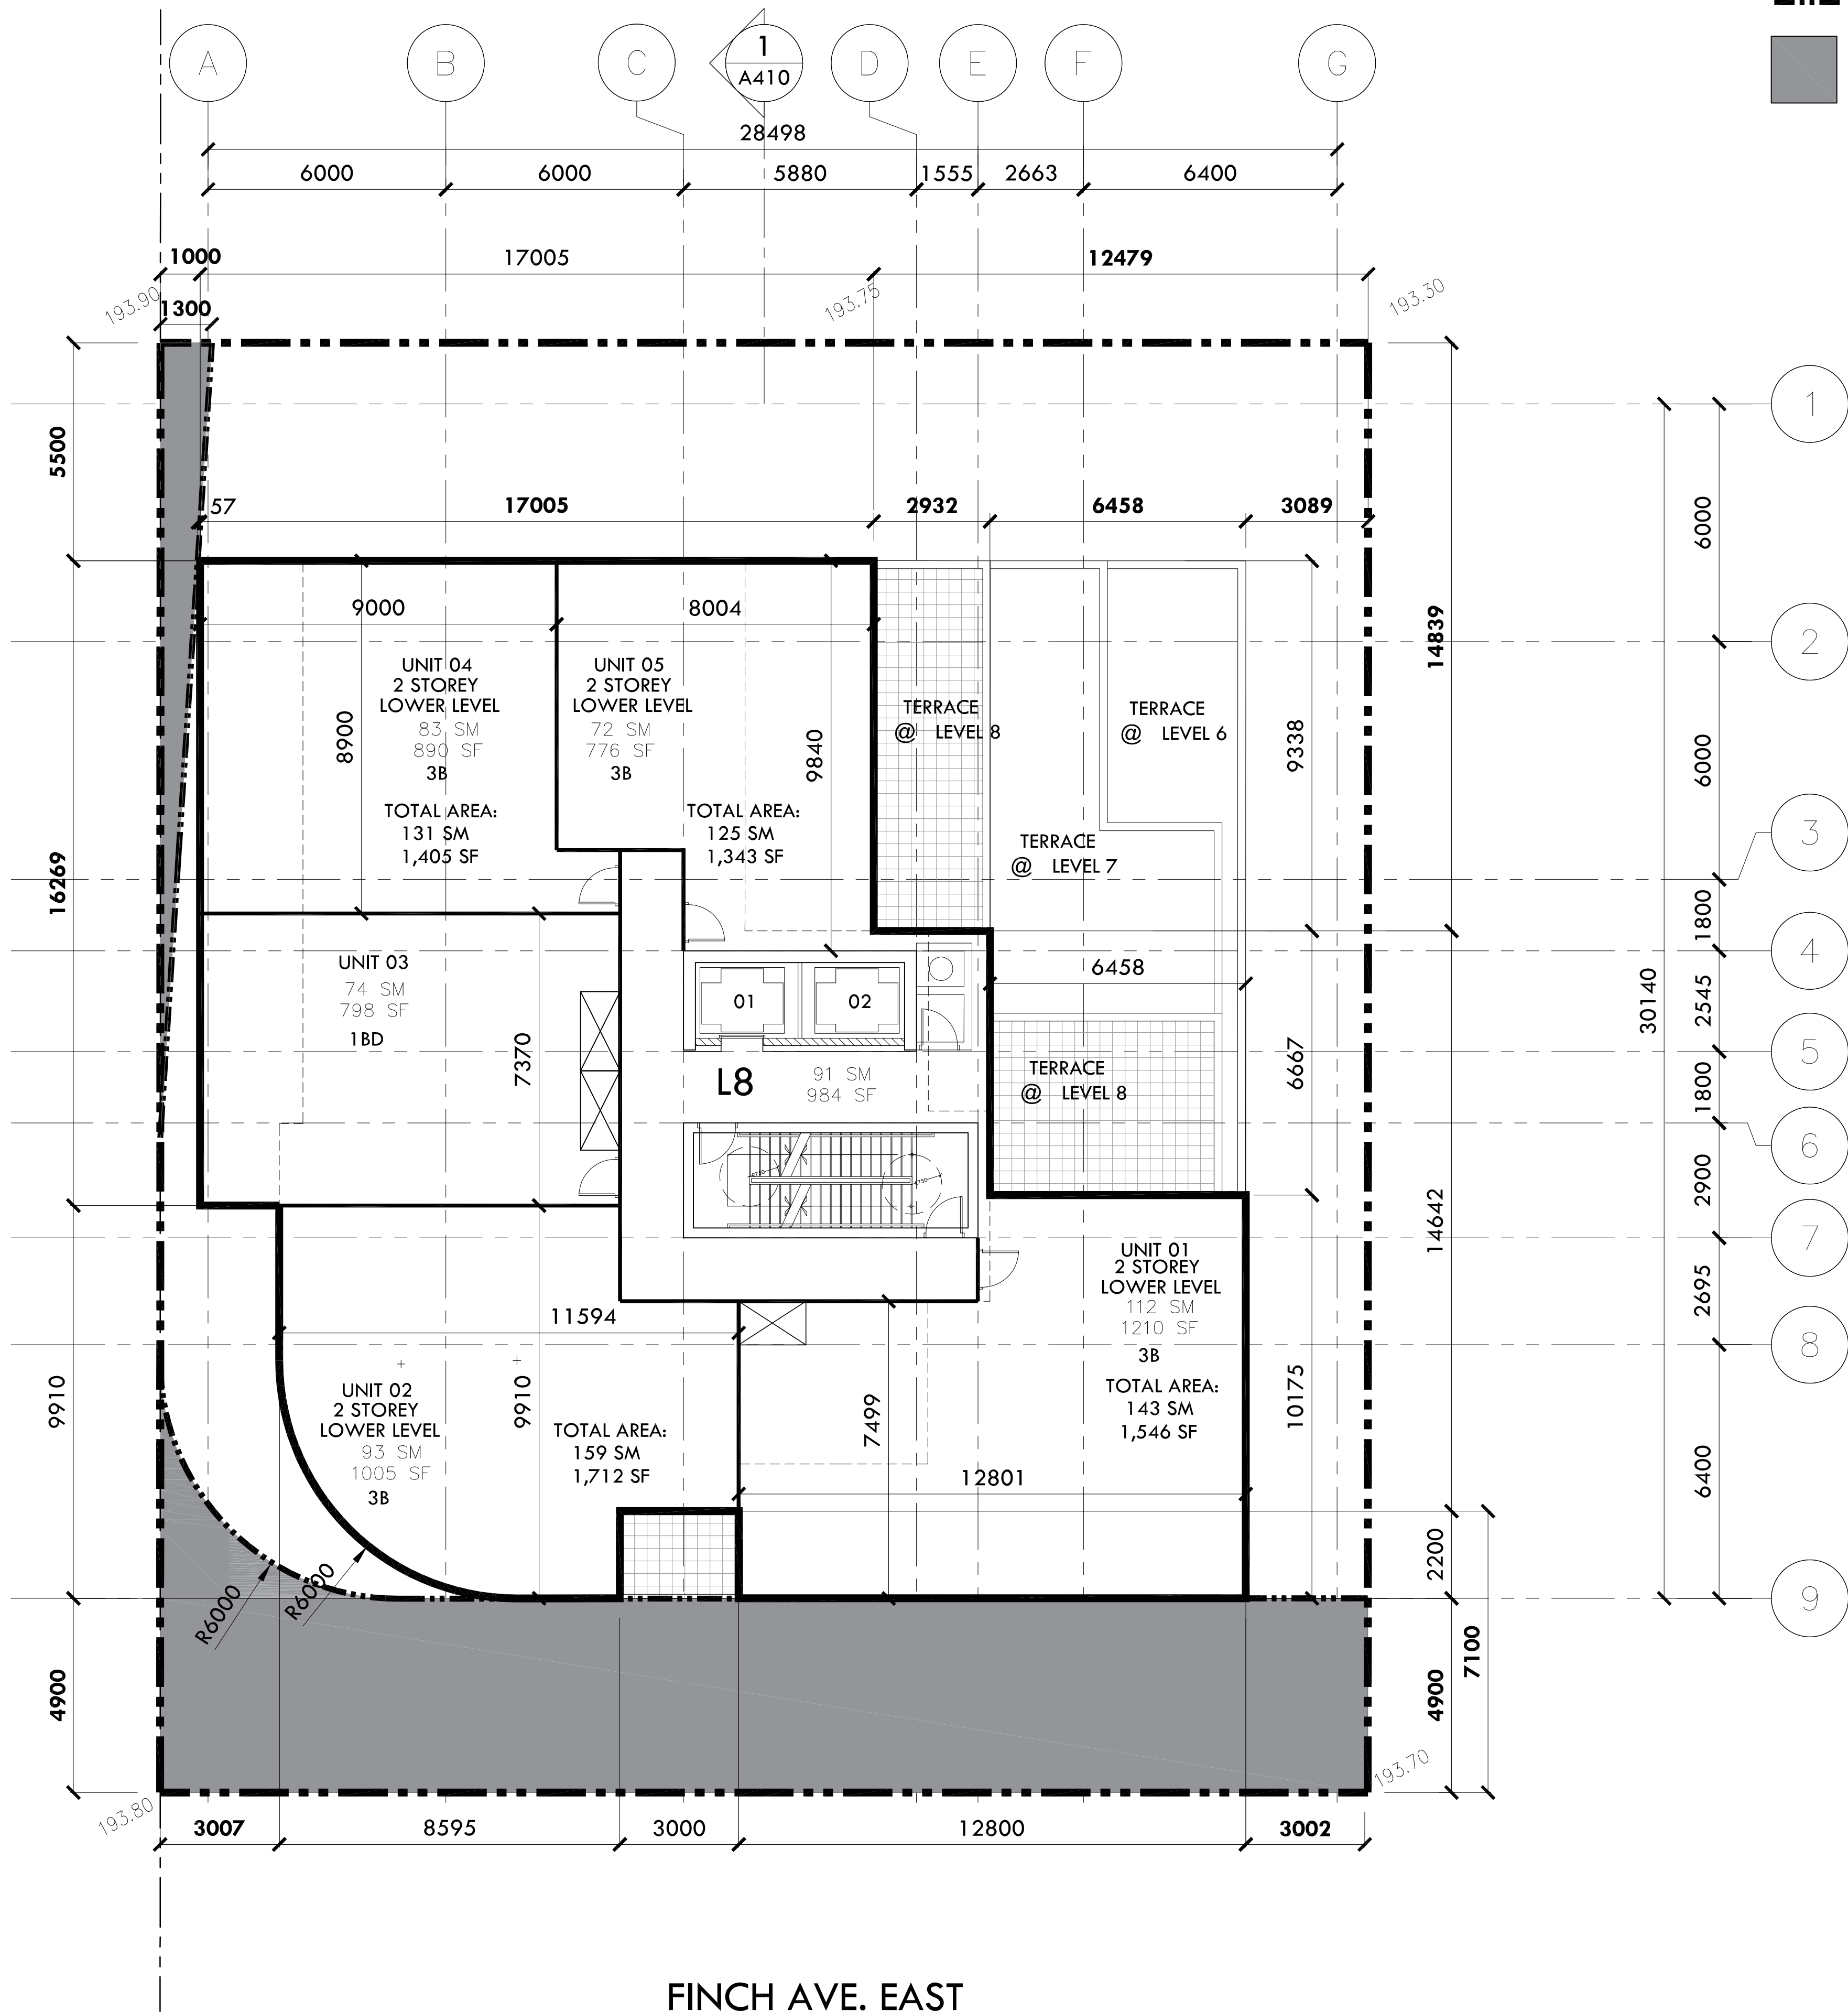 A
B
C
1
A410
D
E
F
G
28498
6000
6000
5880
1555
2663
6400
1000
17005
12479
193.90
1300
193.75
193.30
1
5500
57
17005
2932
6458
3089
6000
9000
8004
2
14839
UNIT 04
2 STOREY
LOWER LEVEL
83 SM
890 SF
3B
UNIT 05
2 STOREY
LOWER LEVEL
72 SM
776 SF
3B
8900
9840
TERRACE
@ LEVEL 8
TERRACE
@ LEVEL 6
9338
6000
TOTAL AREA:
131 SM
1,405 SF
TOTAL AREA:
125 SM
1,343 SF
TERRACE
@ LEVEL 7
3
16269
1800
4
UNIT 03
74 SM
798 SF
1BD
01
02
6458
30140
2545
7370
L8
91 SM
984 SF
TERRACE
@ LEVEL 8
6667
5
1800
6
2900
14642
7
UNIT 01
2 STOREY
LOWER LEVEL
112 SM
1210 SF
3B
TOTAL AREA:
143 SM
1,546 SF
2695
11594
8
9910
UNIT 02
2 STOREY
LOWER LEVEL
93 SM
1005 SF
3B
9910
TOTAL AREA:
159 SM
1,712 SF
7499
12801
10175
6400
2200
R6000
R6000
9
4900
4900
7100
193.80
193.70
3007
8595
3000
12800
3002
FINCH AVE. EAST